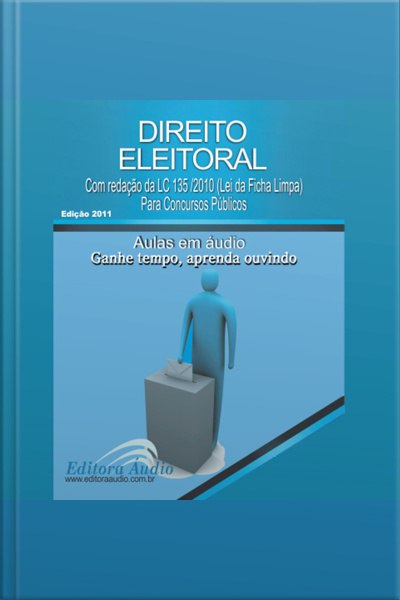 DIREITO
ELEITORAL
Com redação da LC 135 /2010 (Lei da Ficha Limpa)
Para Concursos Públicos
Edição 2011
Aulas em áudio
Ganhe tempo, aprenda ouvindo
Editora Áudio
www.editoraaudio.com.br